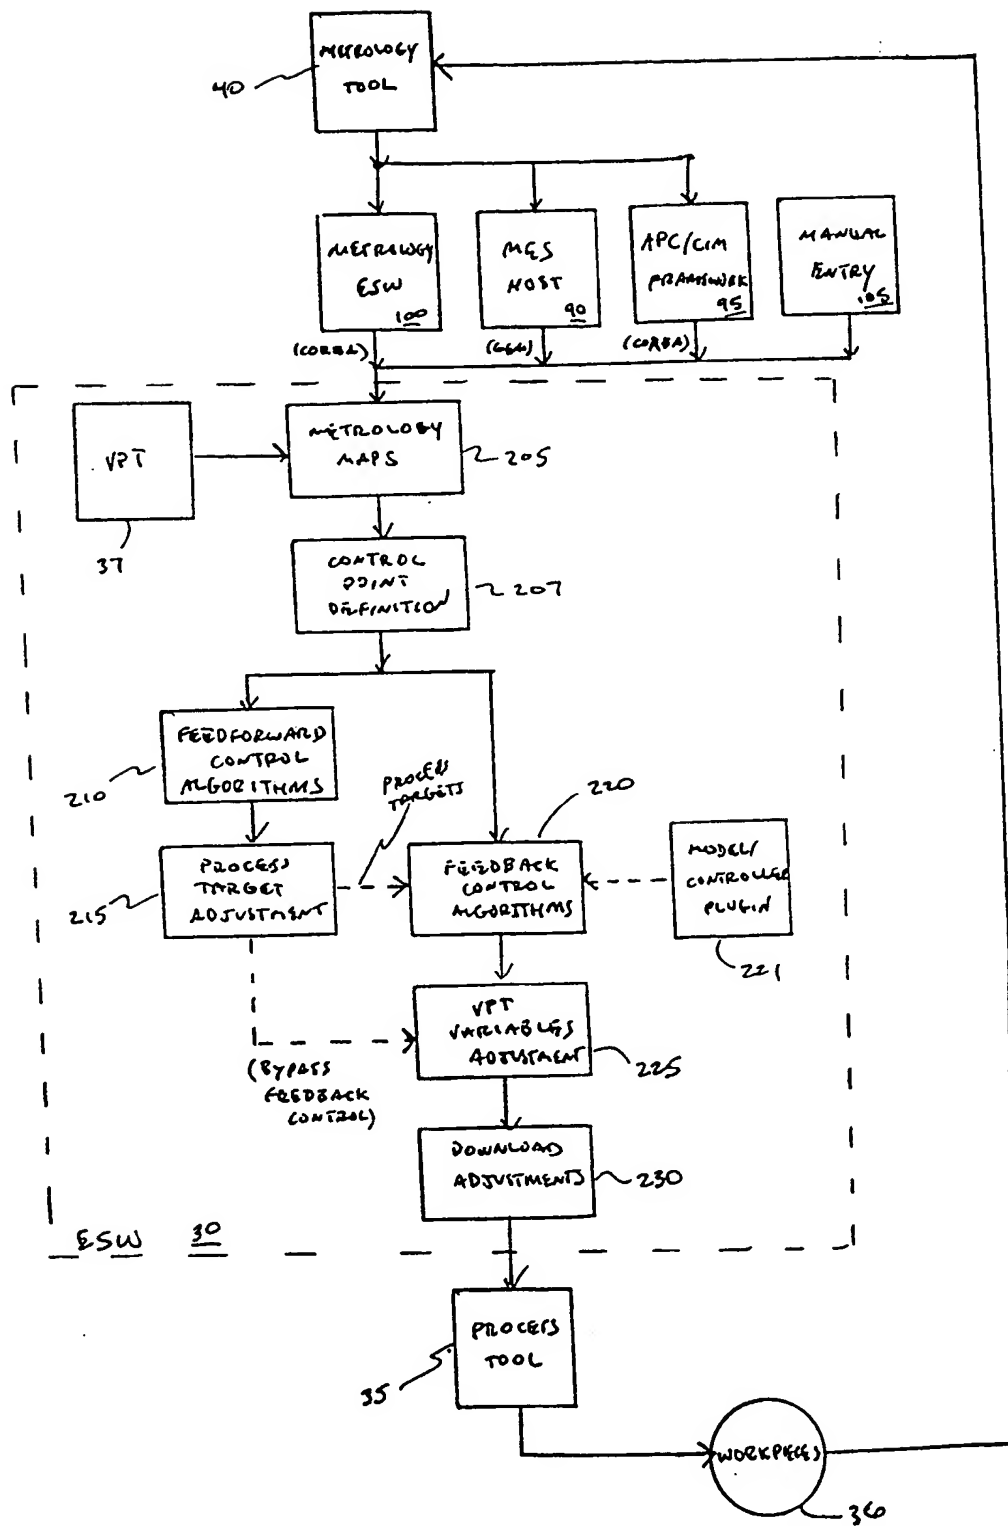 METROLOGY
TOOL
40
METROLOGY
ESW
100
MES
HOST
90
APC/CIM
FRAMEWORK
95
MANUAL
ENTRY
105
(CORBA)
(GEM)
(CORBA)
VPT
37
METROLOGY
MAPS
205
CONTROL
POINT
DEFINITION
207
FEEDFORWARD
CONTROL
ALGORITHMS
210
PROCESS
TARGETS
220
PROCESS
TARGET
ADJUSTMENT
215
FEEDBACK
CONTROL
ALGORITHMS
MODEL/
CONTROLLER
PLUGIN
221
VPT
VARIABLES
ADJUSTMENT
225
(BYPASS
FEEDBACK
CONTROL)
DOWNLOAD
ADJUSTMENTS
230
ESW 30
PROCESS
TOOL
35
WORKPIECES
36